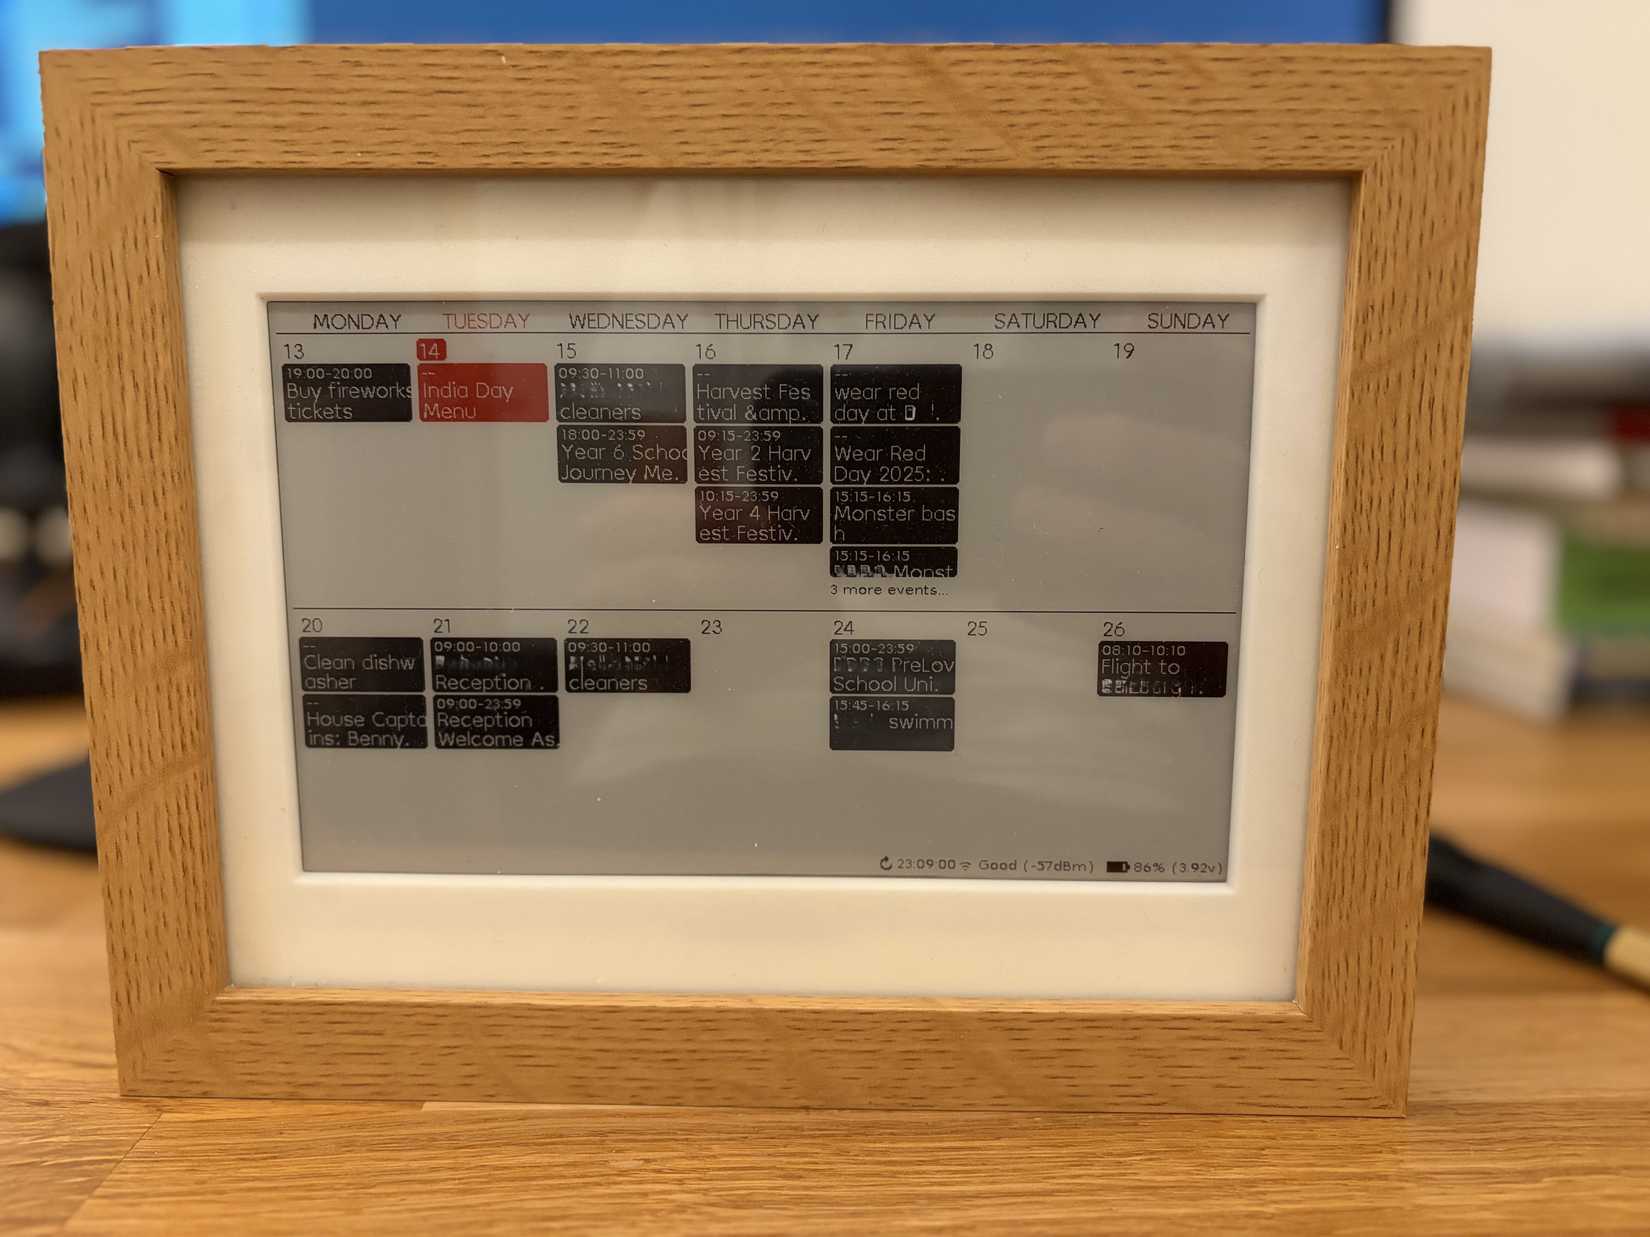 MONDAY TUESDAY WEDNESDAY THURSDAY FRIDAY SATURDAY SUNDAY
13
19:00-20:00
Buy fireworks
tickets
14
--
India Day
Menu
15
09:30-11:00
cleaners
18:00-23:59
Year 6 Schoo
Journey Me.
16
--
Harvest Fes
tival &amp.
09:15-23:59
Year 2 Harv
est Festiv.
10:15-23:59
Year 4 Harv
est Festiv.
17
--
wear red
day at
--
Wear Red
Day 2025: .
15:15-16:15
Monster bas
h
15:15-16:15
Monst
3 more events...
18
19
20
--
Clean dishw
asher
--
House Capta
ins: Benny.
21
09:00-10:00
Reception .
09:00-23:59
Reception
Welcome As.
22
09:30-11:00
cleaners
23
24
15:00-23:59
PreLov
School Uni.
15:45-16:15
swimm
25
26
08:10-10:10
Flight to
23:09:00 Good (-57dBm) 86% (3.92v)